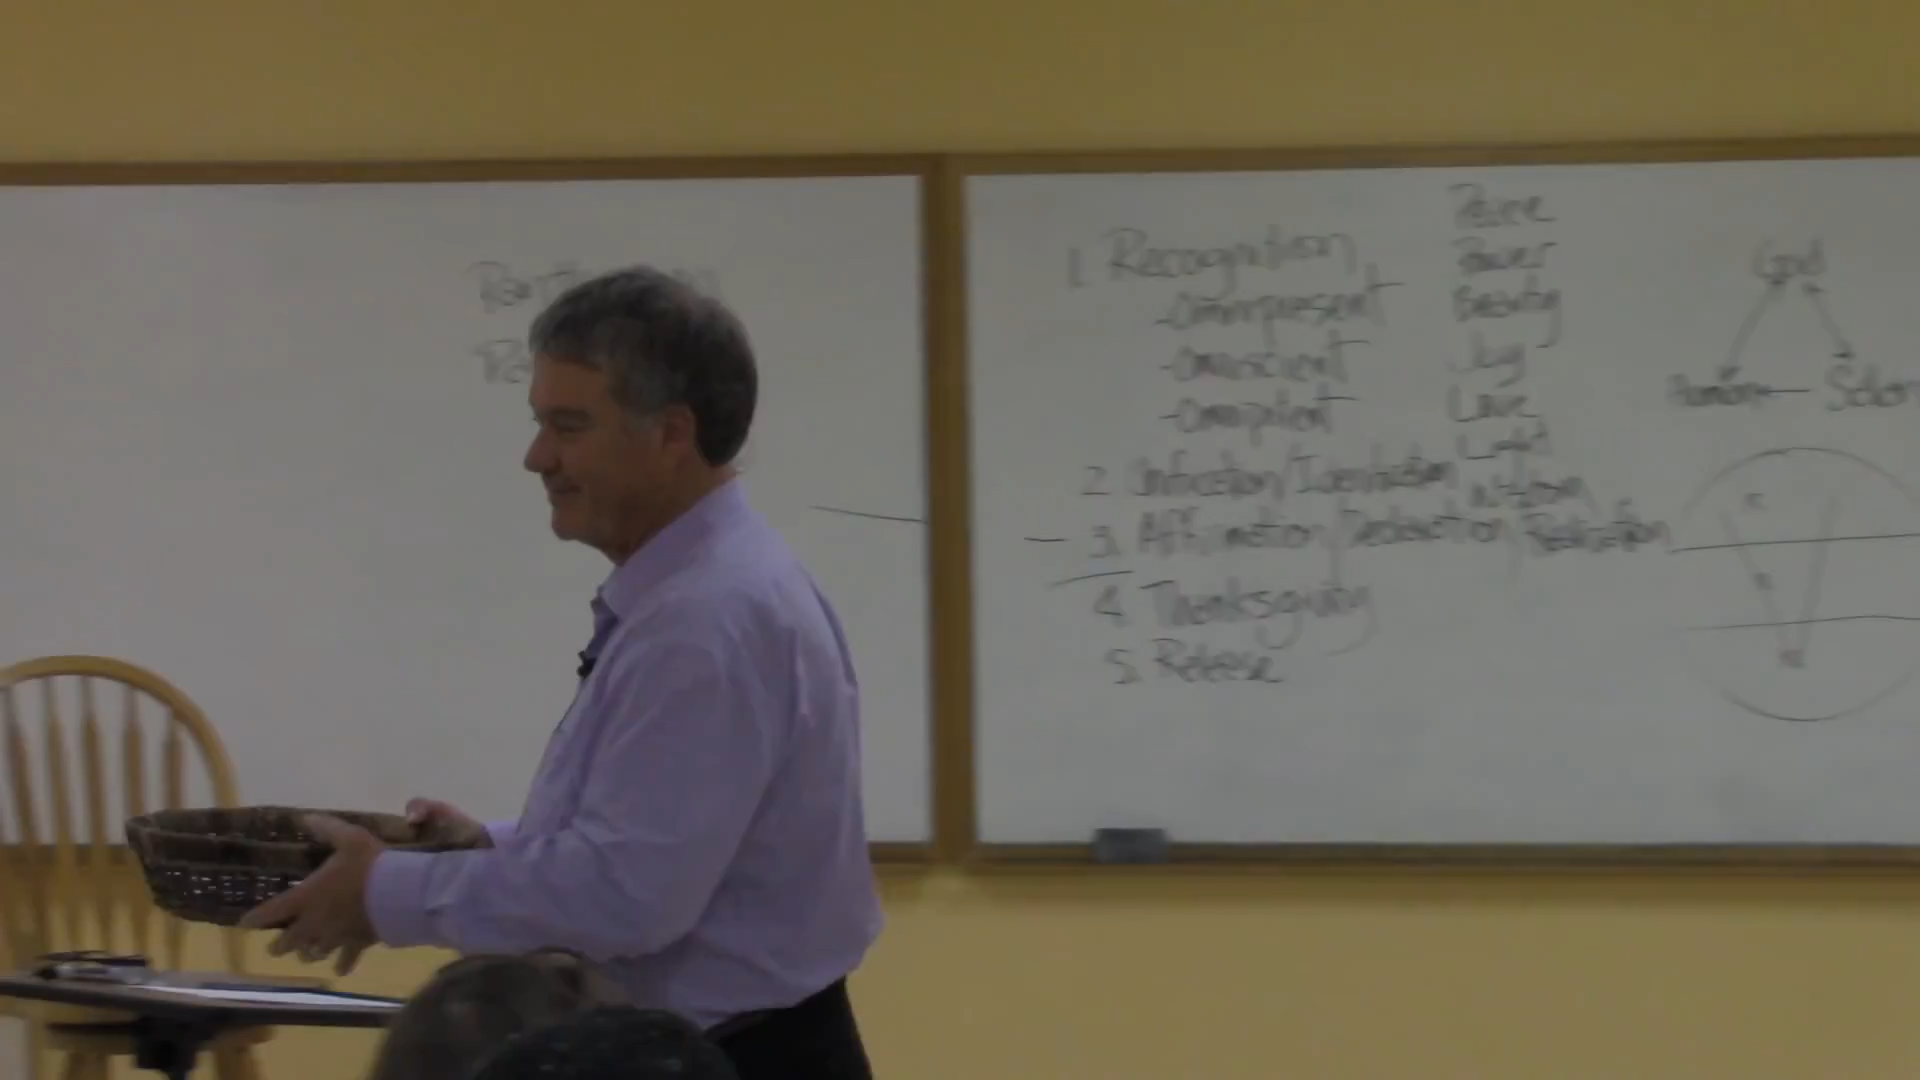 1. Recognition
-omnipresent
-omniscient
-omnipotent
2. Unification/Identification
3. Affirmation/Declaration/Realization
4. Thanksgiving
5. Release
Peace
Power
Beauty
Joy
Love
Light
Wisdom
God